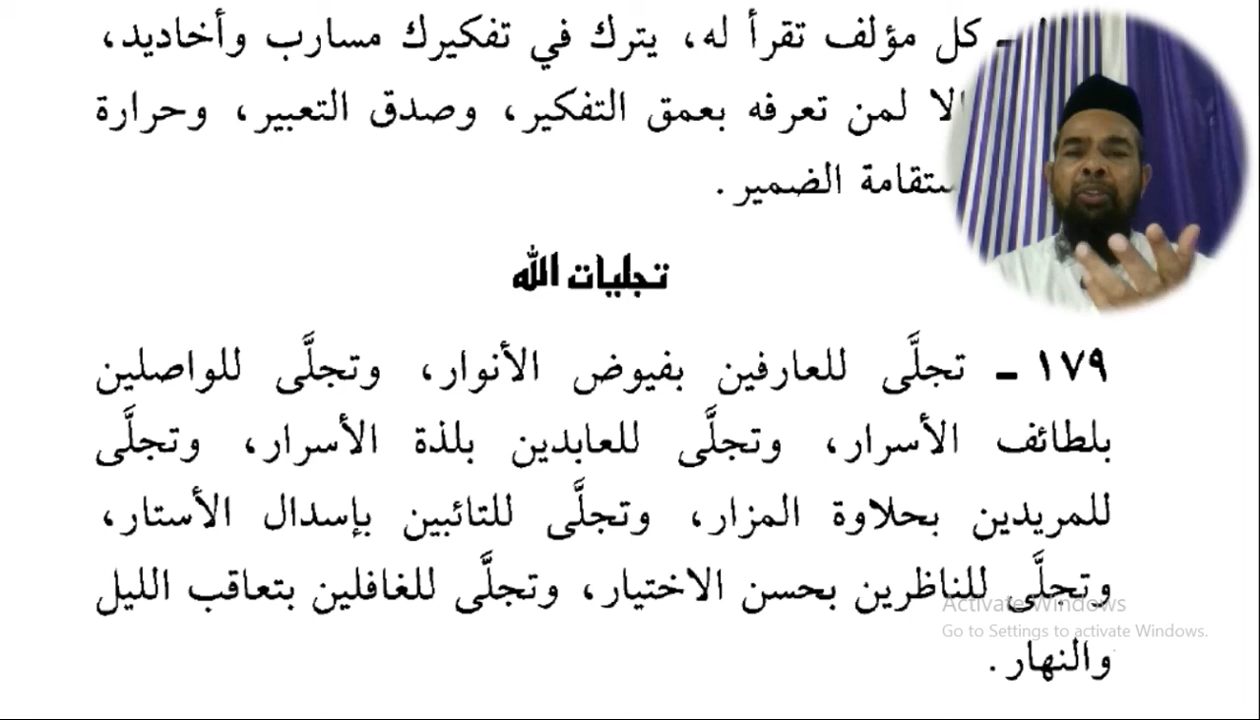 ـ كل مؤلف تقرأ له، يترك في تفكيرك مسارب وأخاديد،
لمن تعرفه بعمق التفكير، وصدق التعبير، وحرارة
الضمير.
تجليات الله
١٧٩ ـ تجلَّى للعارفين بفيوض الأنوار، وتجلَّى للواصلين
بلطائف الأسرار، وتجلَّى للعابدين بلذة الأسرار، وتجلَّى
للمريدين بحلاوة المزار، وتجلَّى للتائبين بإسدال الأستار،
وتجلَّى للناظرين بحسن الاختيار، وتجلَّى للغافلين بتعاقب الليل
والنهار.
Activate Windows
Go to Settings to activate Windows.